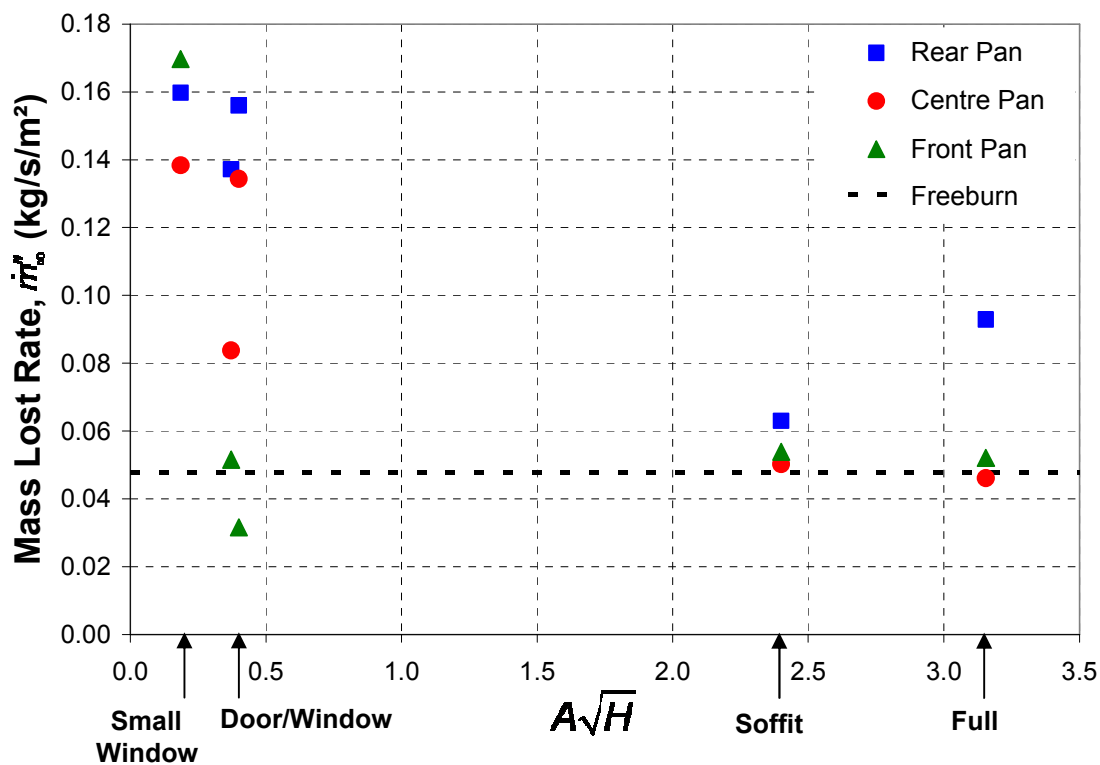 0.18
0.16
0.14
0.12
0.10
0.08
0.06
0.04
0.02
0.00
Mass Lost Rate, ṁ″∞ (kg/s/m²)
Rear Pan
Centre Pan
Front Pan
Freeburn
0.0 0.5 1.0 1.5 2.0 2.5 3.0 3.5
Small
Window
Door/Window
A√H
Soffit
Full